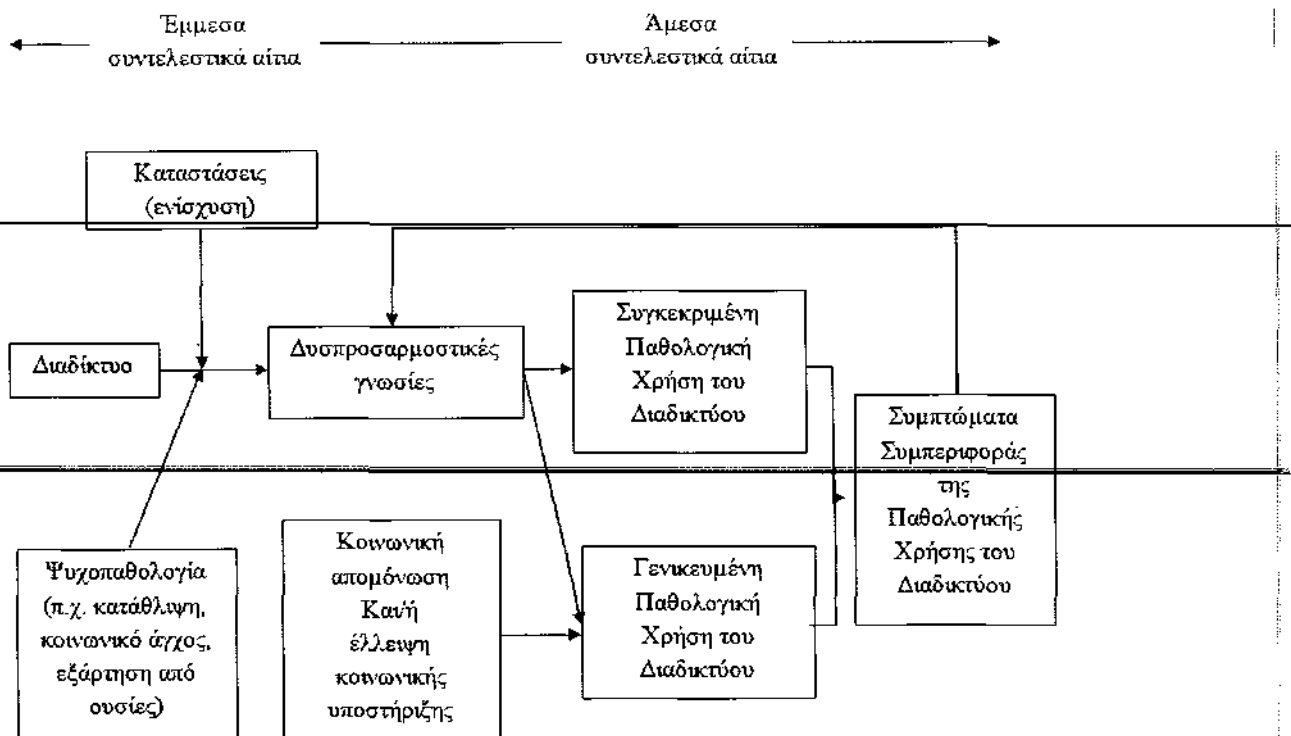 Έμμεσα
συντελεστικά αίτια
Άμεσα
συντελεστικά αίτια
Καταστάσεις
(ενίσχυση)
Διαδίκτυο
Δυσπροσαρμοστικές
γνωσίες
Συγκεκριμένη
Παθολογική
Χρήση του
Διαδικτύου
Συμπτώματα
Συμπεριφοράς
της
Παθολογικής
Χρήσης του
Διαδικτύου
Ψυχοπαθολογία
(π.χ. κατάθλιψη,
κοινωνικό άγχος,
εξάρτηση από
ουσίες)
Κοινωνική
απομόνωση
Και/ή
έλλειψη
κοινωνικής
υποστήριξης
Γενικευμένη
Παθολογική
Χρήση του
Διαδικτύου